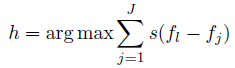 h = arg max ∑_{j=1}^{J} s(f_l − f_j)